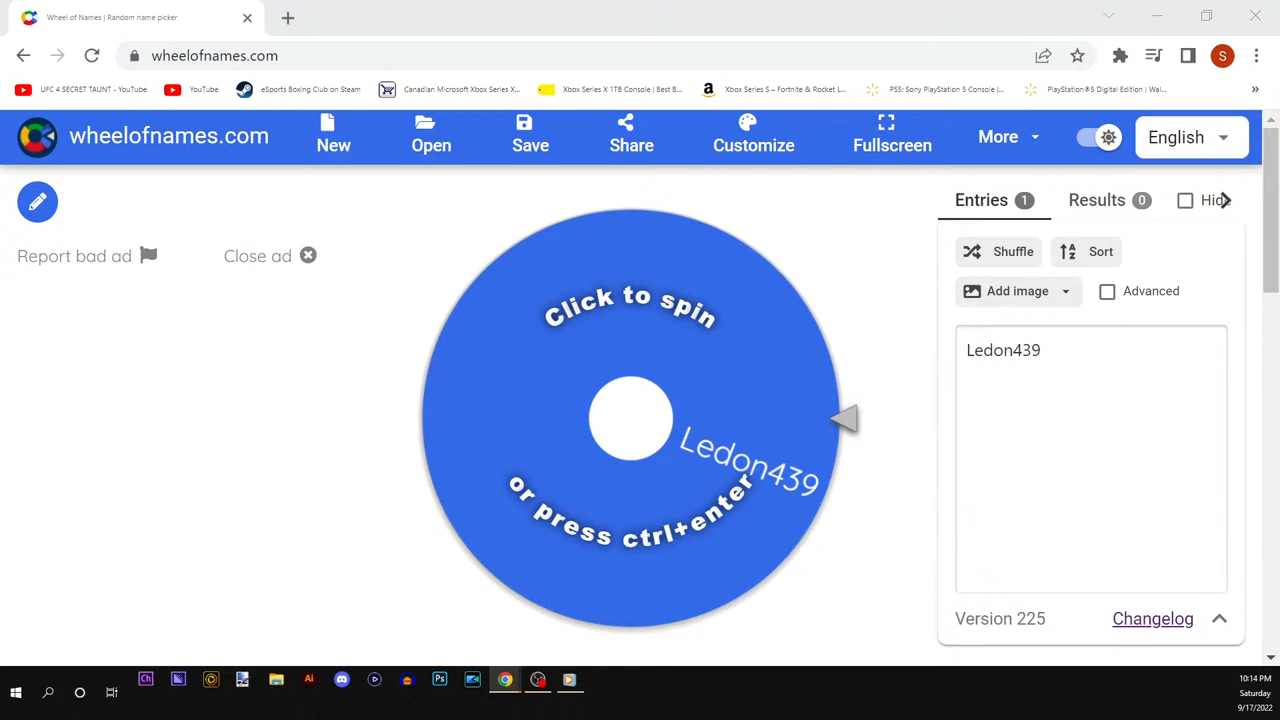 Wheel of Names | Random name picker
wheelofnames.com
S
UFC 4 SECRET TAUNT - YouTube
YouTube
eSports Boxing Club on Steam
Canadian Microsoft Xbox Series X...
Xbox Series X 1TB Console | Best B...
Xbox Series S – Fortnite & Rocket L...
PS5: Sony PlayStation 5 Console |...
PlayStation®5 Digital Edition | Wal...
wheelofnames.com
New
Open
Save
Share
Customize
Fullscreen
More
English
Report bad ad
Close ad
Entries 1
Results 0
Hide
Shuffle
Sort
Add image
Advanced
Ledon439
Click to spin
Ledon439
or press ctrl+enter
Version 225
Changelog
10:14 PM
Saturday
9/17/2022